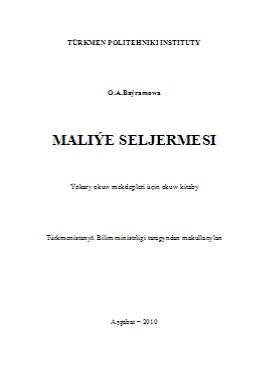 TÜRKMEN POLITEHNIKI INSTITUTY
O.A.Baýramowa
MALIÝE SELJERMESI
Ýokary okuw mekdepleri üçin okuw kitaby
Türkmenistanyň Bilim ministrligi tarapyndan makullanylan
Aşgabat – 2010